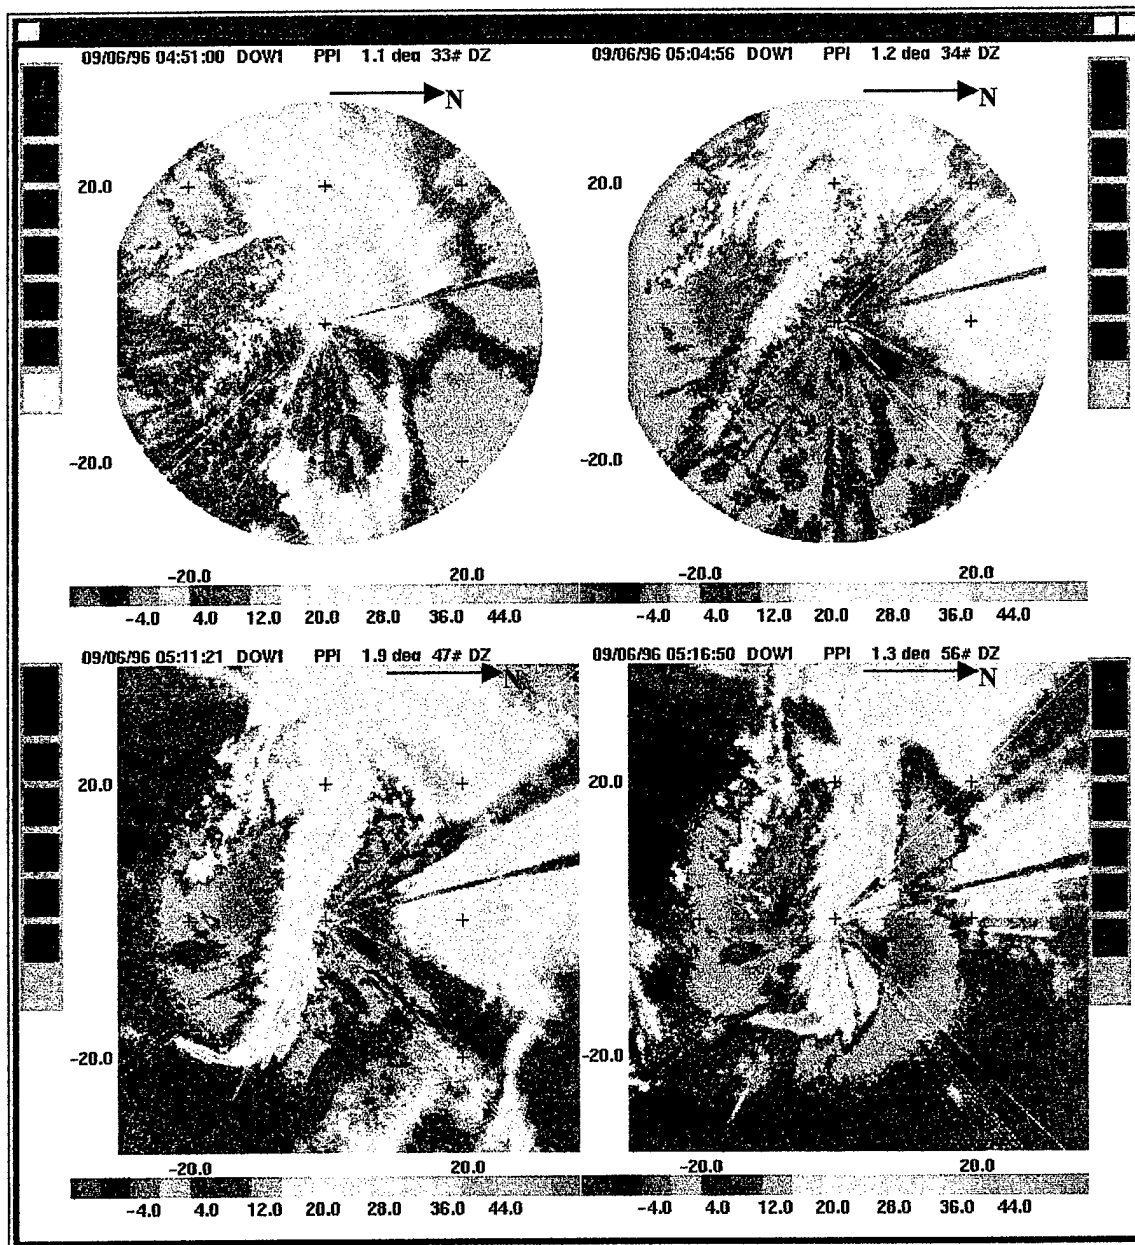 09/06/96 04:51:00 DOW1 PPI 1.1 deg 33# DZ
N
20.0
-20.0
-20.0 20.0
-4.0 4.0 12.0 20.0 28.0 36.0 44.0
09/06/96 05:04:56 DOW1 PPI 1.2 deg 34# DZ
N
20.0
-20.0
-20.0 20.0
-4.0 4.0 12.0 20.0 28.0 36.0 44.0
09/06/96 05:11:21 DOW1 PPI 1.9 deg 47# DZ
N
20.0
-20.0
-20.0 20.0
-4.0 4.0 12.0 20.0 28.0 36.0 44.0
09/06/96 05:16:50 DOW1 PPI 1.3 deg 56# DZ
N
20.0
-20.0
-20.0 20.0
-4.0 4.0 12.0 20.0 28.0 36.0 44.0